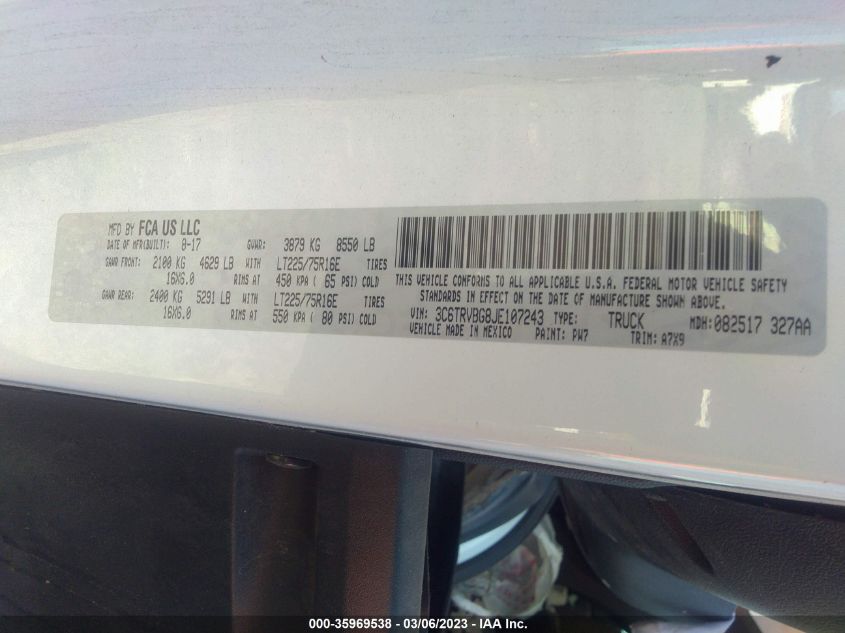 MFD BY FCA US LLC
DATE OF MFR(BUILT): 8-17 GVWR: 3879 KG 8550 LB
GAWR FRONT: 2100 KG 4629 LB WITH LT225/75R16E TIRES
16X6.0 RIMS AT 450 KPA ( 65 PSI) COLD
GAWR REAR: 2400 KG 5291 LB WITH LT225/75R16E TIRES
16X6.0 RIMS AT 550 KPA ( 80 PSI) COLD
THIS VEHICLE CONFORMS TO ALL APPLICABLE U.S.A. FEDERAL MOTOR VEHICLE SAFETY
STANDARDS IN EFFECT ON THE DATE OF MANUFACTURE SHOWN ABOVE.
VIN: 3C6TRVBG8JE107243 TYPE: TRUCK MDH: 082517 327AA
VEHICLE MADE IN MEXICO PAINT: PW7 TRIM: A7X9
000-35969538 - 03/06/2023 - IAA Inc.